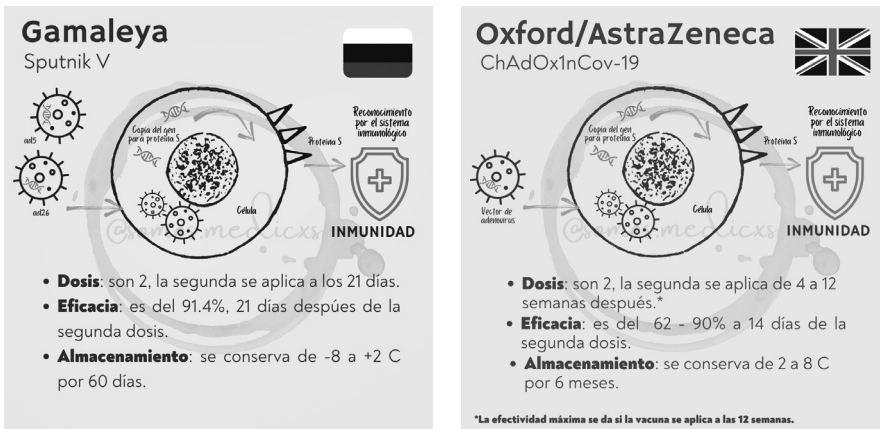 Gamaleya
Sputnik V
ad5
ad26
Copia del gen
para proteína S
Célula
Proteína S
Reconocimiento
por el sistema
inmunológico
INMUNIDAD
• Dosis: son 2, la segunda se aplica a los 21 días.
• Eficacia: es del 91.4%, 21 días despúes de la
segunda dosis.
• Almacenamiento: se conserva de -8 a +2 C
por 60 días.
Oxford/AstraZeneca
ChAdOx1nCov-19
Vector de
adenovirus
Copia del gen
para proteína S
Célula
Proteína S
Reconocimiento
por el sistema
inmunológico
INMUNIDAD
• Dosis: son 2, la segunda se aplica de 4 a 12
semanas después.*
• Eficacia: es del 62 - 90% a 14 días de la
segunda dosis.
• Almacenamiento: se conserva de 2 a 8 C
por 6 meses.
*La efectividad máxima se da si la vacuna se aplica a las 12 semanas.